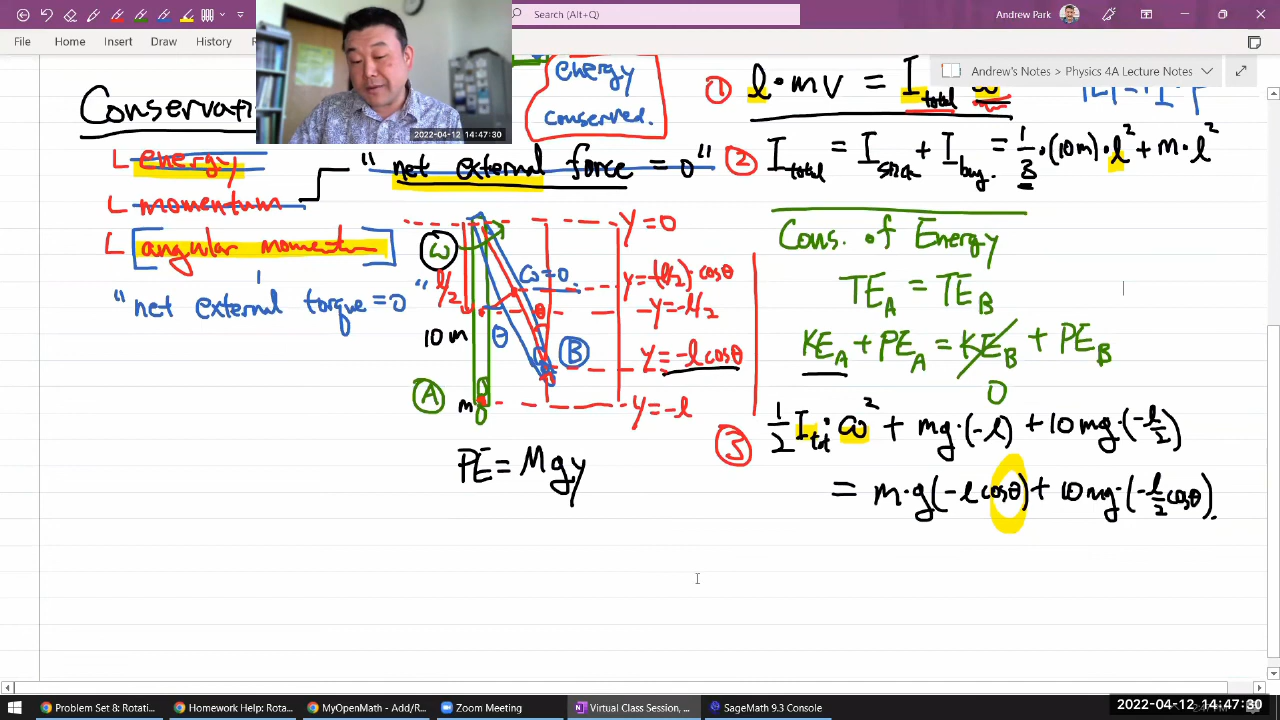 Search (Alt+Q)
Andrew Park
File Home Insert Draw History
Andrew's Notes
Physics 4A Lecture Notes
2022-04-12 14:47:30
energy
conserved.
① l·mv = I_total ω
Conservati
② I_total = I_stick + I_bug. = 1/3·(10m)·l² + m·l²
L energy
"net external force = 0"
L momentum
L [angular momentum]
"net external torque = 0"
ω
y = 0
ω = 0.
l/2
y = -(l/2)·cosθ
y = -l/2
θ
θ
10m
B
y = -l cosθ
A
m
y = -l
PE = Mgy
Cons. of Energy
TE_A = TE_B
KE_A + PE_A = KE_B + PE_B
0
③ 1/2 I_tot·ω² + mg·(-l) + 10mg·(-l/2)
= m·g(-l cosθ) + 10mg·(-l/2 cosθ).
Problem Set & Rotati...
Homework Help: Rota...
MyOpenMath - Add/R...
Zoom Meeting
Virtual Class Session, ...
SageMath 9.3 Console
2022-04-12 14:47:30